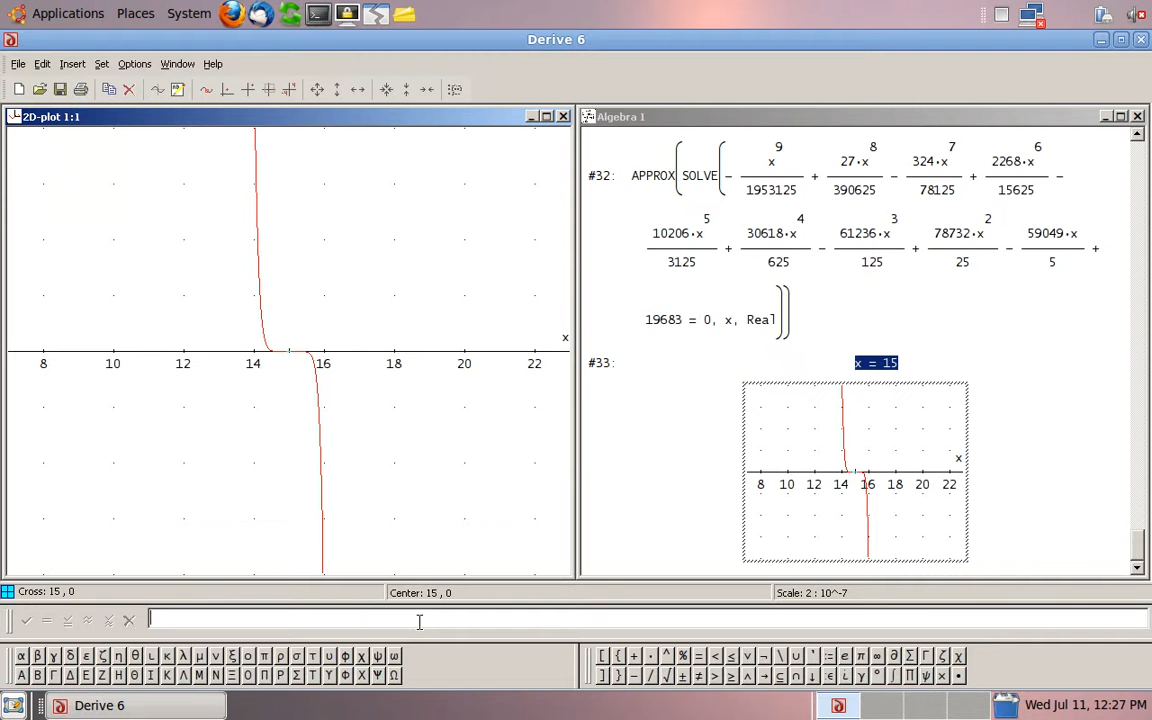 Applications Places System
Derive 6
File Edit Insert Set Options Window Help
2D-plot 1:1
Algebra 1
x
8 10 12 14 16 18 20 22
9 8 7 6
#32: APPROX(SOLVE(- x + 27·x - 324·x + 2268·x -
1953125 390625 78125 15625
5 4 3 2
10206·x + 30618·x - 61236·x + 78732·x - 59049·x +
3125 625 125 25 5
19683 = 0, x, Real))
#33: x = 15
x
8 10 12 14 16 18 20 22
Cross: 15 , 0
Center: 15 , 0
Scale: 2 : 10^-7
α β γ δ ε ζ η θ ι κ λ μ ν ξ ο π ρ σ τ υ φ χ ψ ω
Α Β Γ Δ Ε Ζ Η Θ Ι Κ Λ Μ Ν Ξ Ο Π Ρ Σ Τ Υ Φ Χ Ψ Ω
Derive 6
Wed Jul 11, 12:27 PM